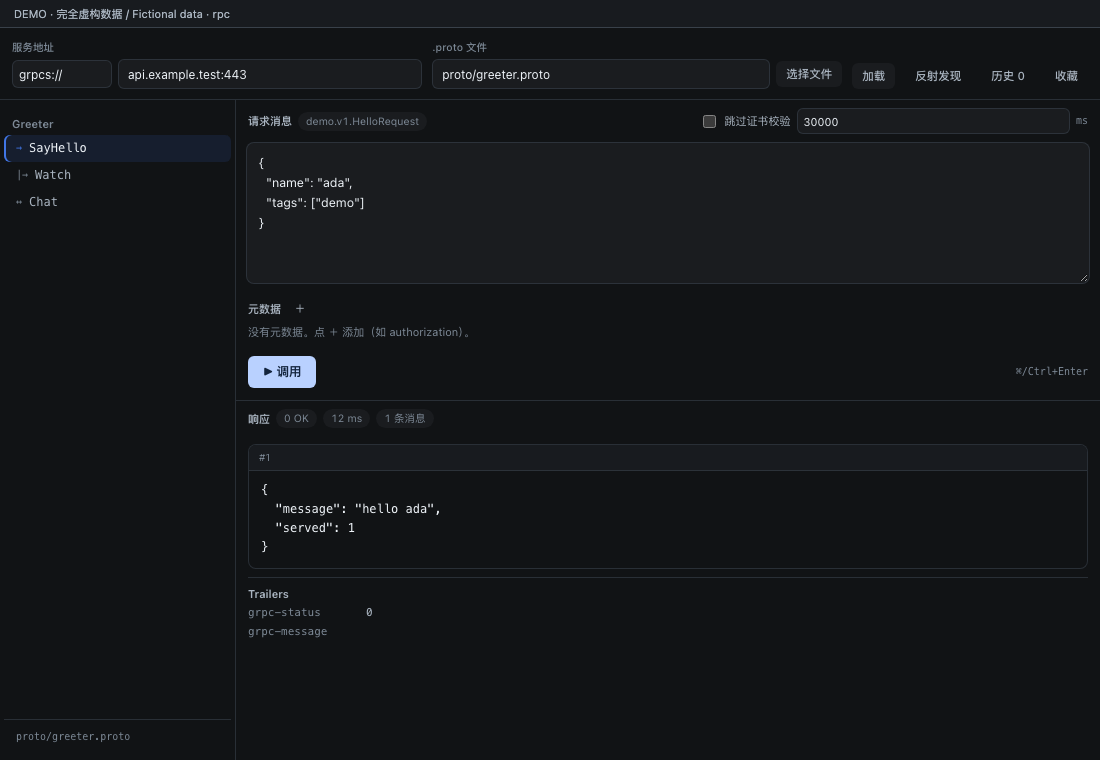 DEMO · 完全虚构数据 / Fictional data · rpc
服务地址
.proto 文件
grpcs:// api.example.test:443 proto/greeter.proto 选择文件 加载 反射发现 历史 0 收藏
Greeter
→ SayHello
|→ Watch
↔ Chat
proto/greeter.proto
请求消息 demo.v1.HelloRequest 跳过证书校验 30000 ms
{
"name": "ada",
"tags": ["demo"]
}
元数据 +
没有元数据。点 + 添加（如 authorization）。
▶ 调用 ⌘/Ctrl+Enter
响应 0 OK 12 ms 1 条消息
#1
{
"message": "hello ada",
"served": 1
}
Trailers
grpc-status 0
grpc-message